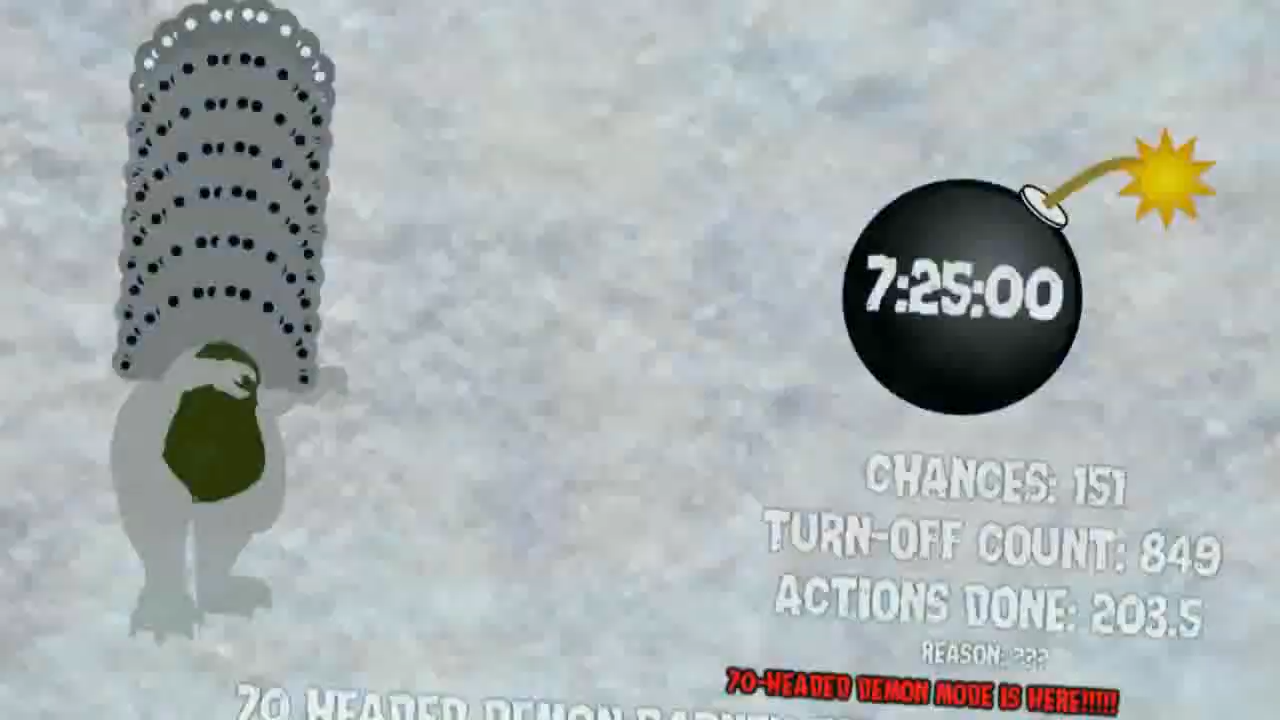 7:25:00
CHANCES: 151
TURN-OFF COUNT: 849
ACTIONS DONE: 203.5
REASON: ???
70-HEADED DEMON MODE IS HERE!!!!!
70 HEADED DEMON